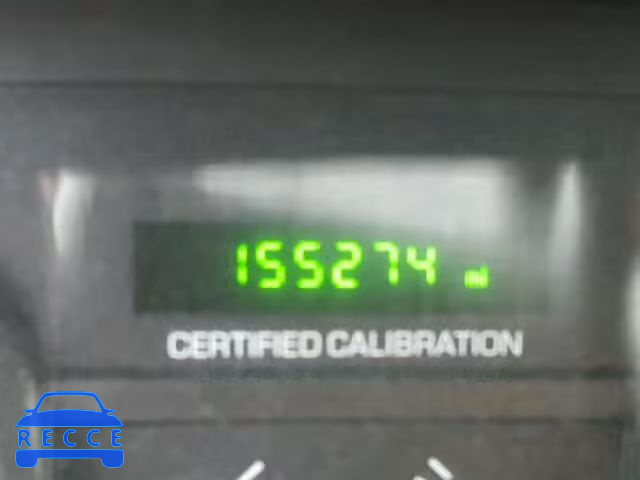 155274 mi
CERTIFIED CALIBRATION
RECCE